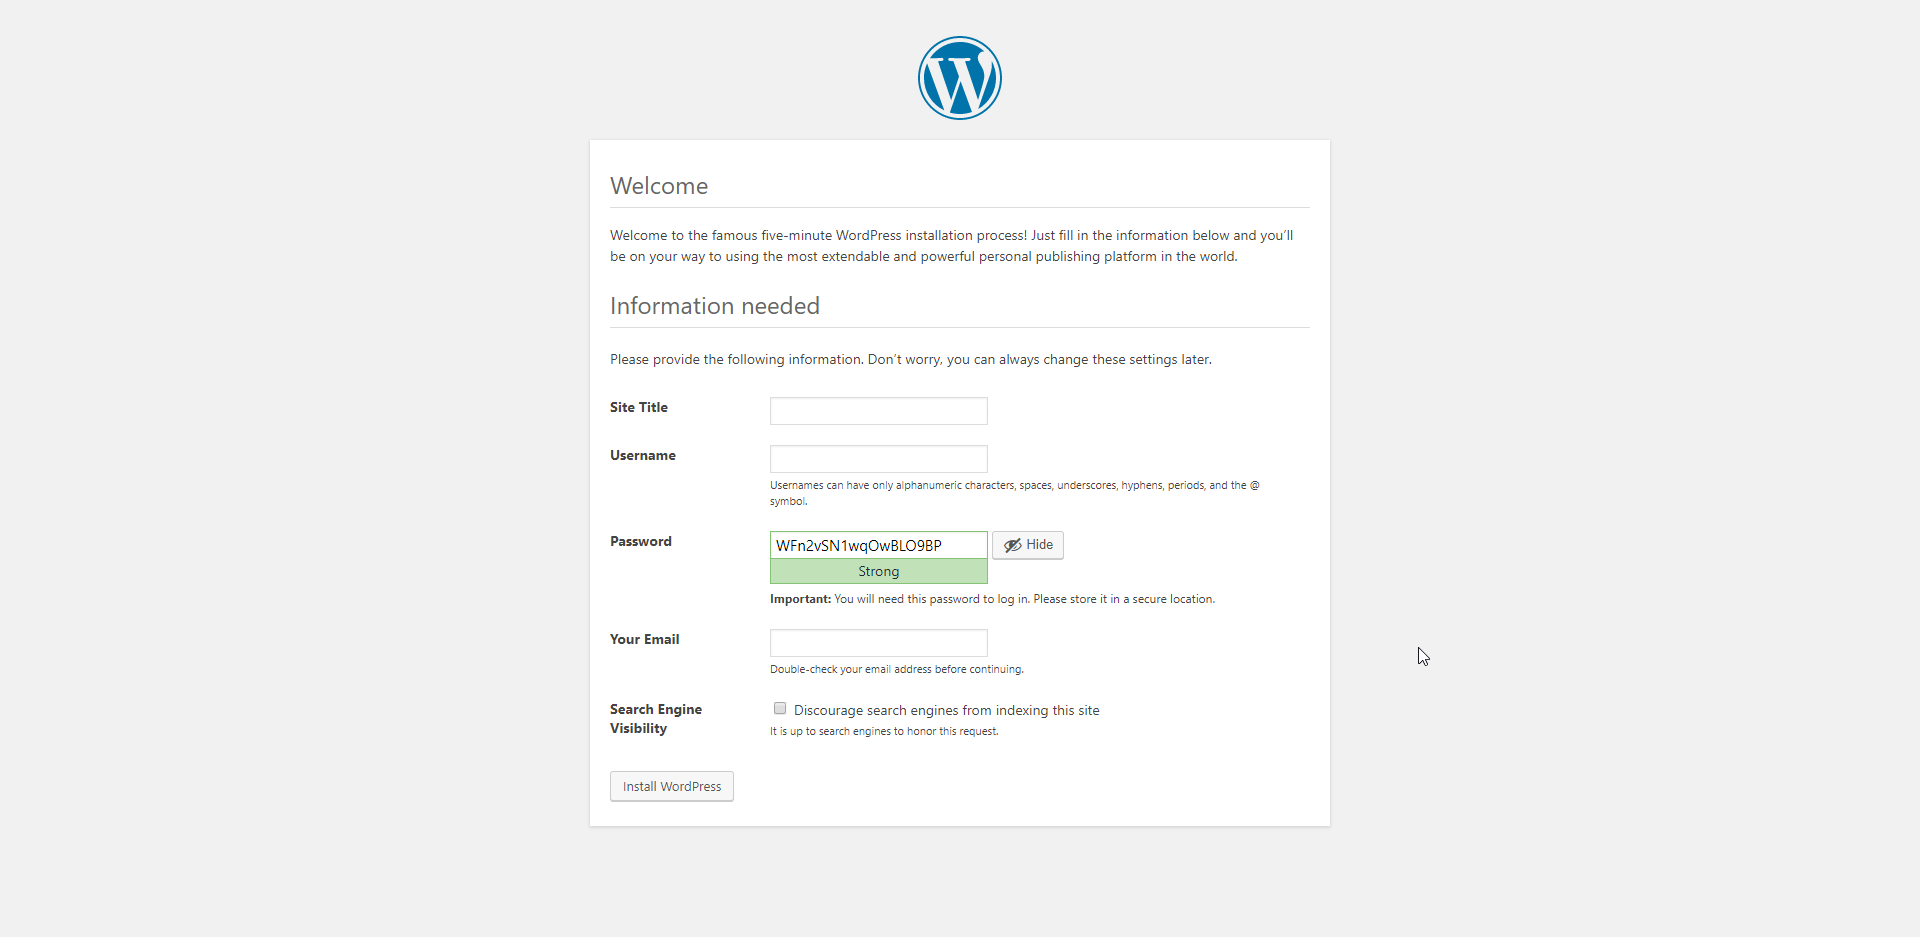 Welcome
Welcome to the famous five-minute WordPress installation process! Just fill in the information below and you’ll
be on your way to using the most extendable and powerful personal publishing platform in the world.
Information needed
Please provide the following information. Don’t worry, you can always change these settings later.
Site Title
Username
Usernames can have only alphanumeric characters, spaces, underscores, hyphens, periods, and the @
symbol.
Password
WFn2vSN1wqOwBLO9BP
Hide
Strong
Important: You will need this password to log in. Please store it in a secure location.
Your Email
Double-check your email address before continuing.
Search Engine
Visibility
Discourage search engines from indexing this site
It is up to search engines to honor this request.
Install WordPress